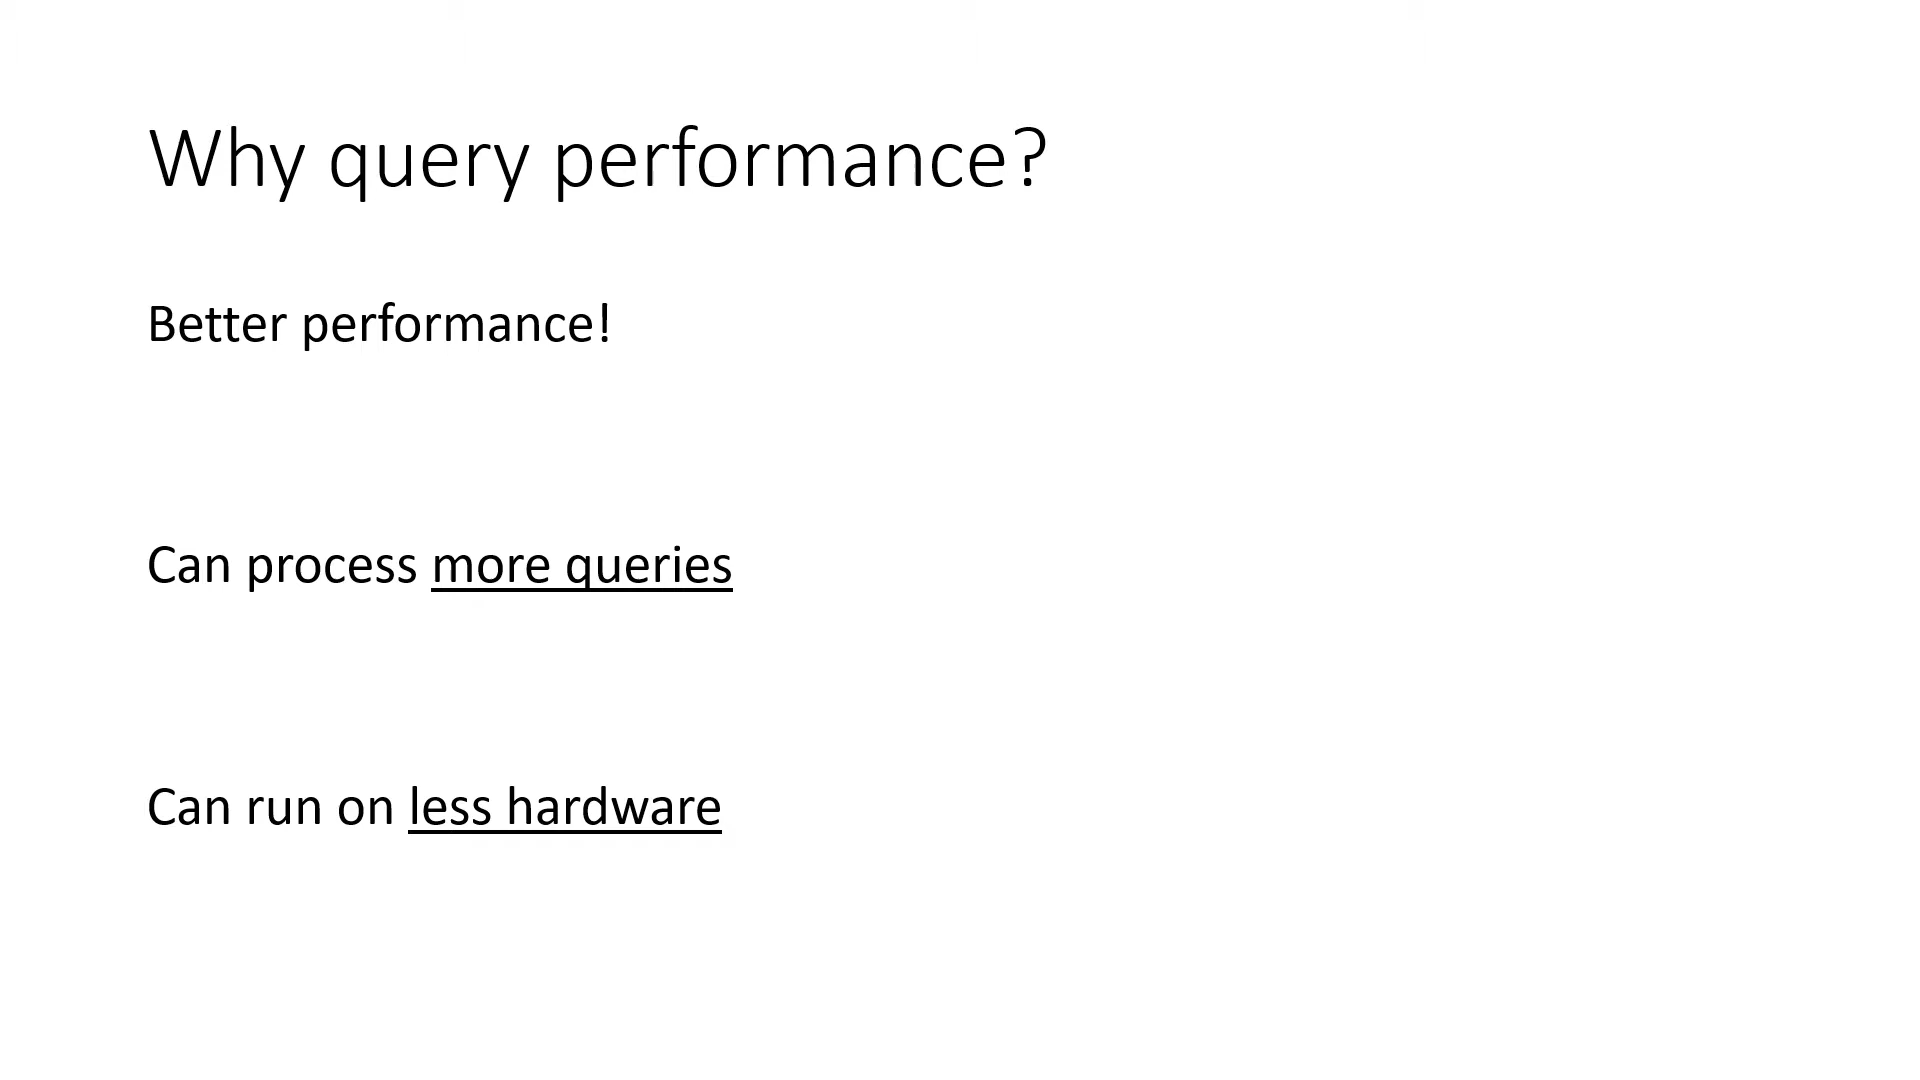 Why query performance?
Better performance!
Can process more queries
Can run on less hardware